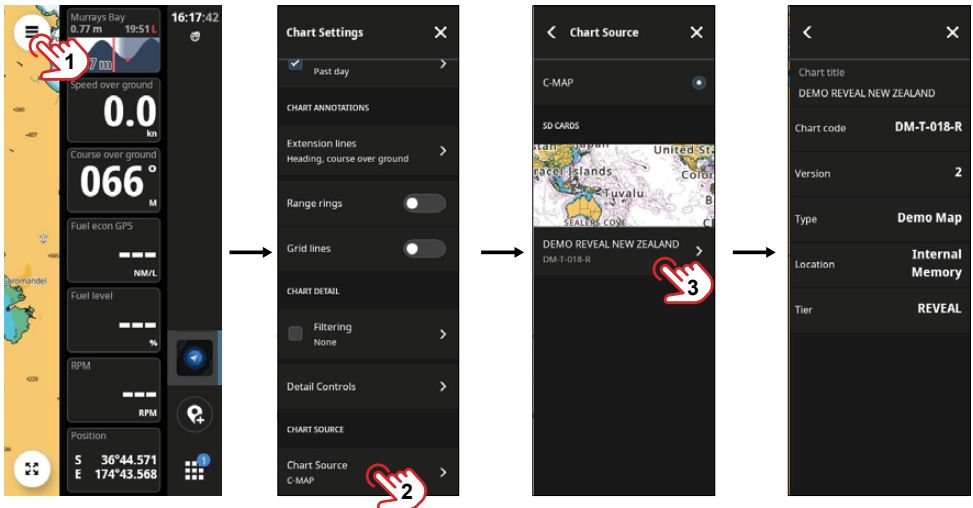 Murrays Bay
0.77 m 19:51 L
7 m
Speed over ground
0.0
kn
Course over ground
066°
M
Fuel econ GPS
---
NM/L
Fuel level
---
%
RPM
---
RPM
Position
S 36°44.571
E 174°43.568
16:17:42
1
1
Chart Settings
Past day
CHART ANNOTATIONS
Extension lines
Heading, course over ground
Range rings
Grid lines
CHART DETAIL
Filtering
None
Detail Controls
CHART SOURCE
Chart Source
C-MAP
2
Chart Source
C-MAP
SD CARDS
United St
racel Islands
Color
Tuvalu
SEALERS COVE
DEMO REVEAL NEW ZEALAND
DM-T-018-R
3
Chart title
DEMO REVEAL NEW ZEALAND
Chart code DM-T-018-R
Version 2
Type Demo Map
Location Internal
Memory
Tier REVEAL